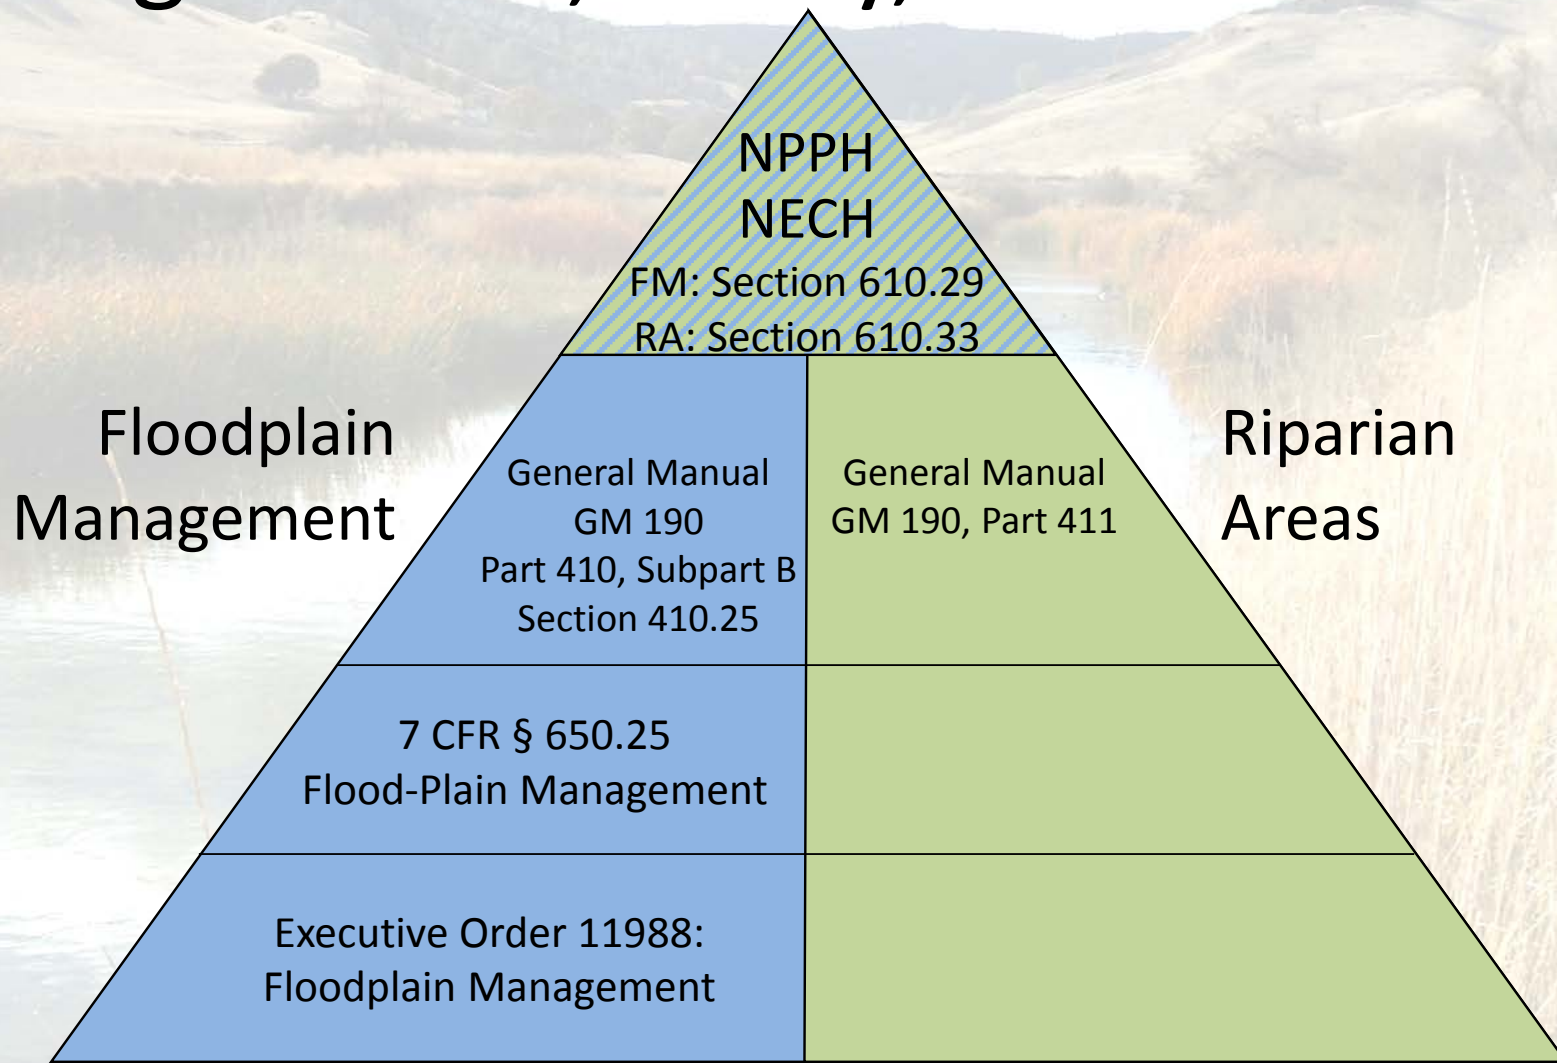 NPPH
NECH
FM: Section 610.29
RA: Section 610.33
Floodplain
Management
General Manual
GM 190
Part 410, Subpart B
Section 410.25
General Manual
GM 190, Part 411
Riparian
Areas
7 CFR § 650.25
Flood-Plain Management
Executive Order 11988:
Floodplain Management